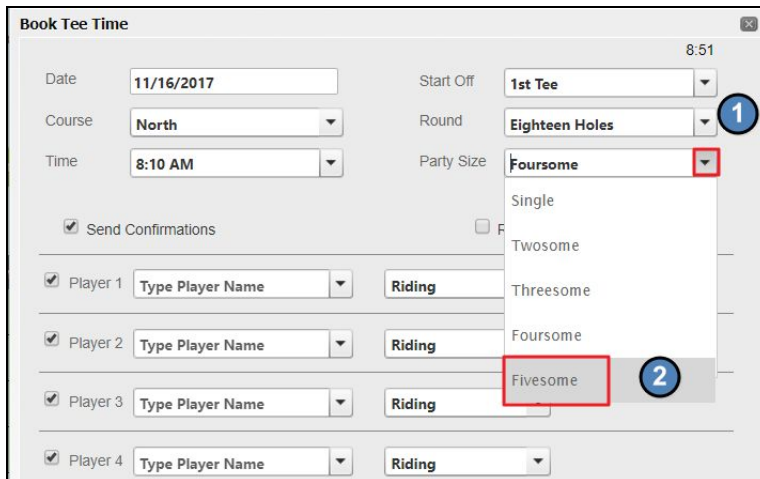 Book Tee Time
8:51
Date 11/16/2017 Start Off 1st Tee
Course North Round Eighteen Holes 1
Time 8:10 AM Party Size Foursome
Single
Send Confirmations
Twosome
Player 1 Type Player Name Riding Threesome
Foursome
Player 2 Type Player Name Riding
Fivesome 2
Player 3 Type Player Name Riding
Player 4 Type Player Name Riding